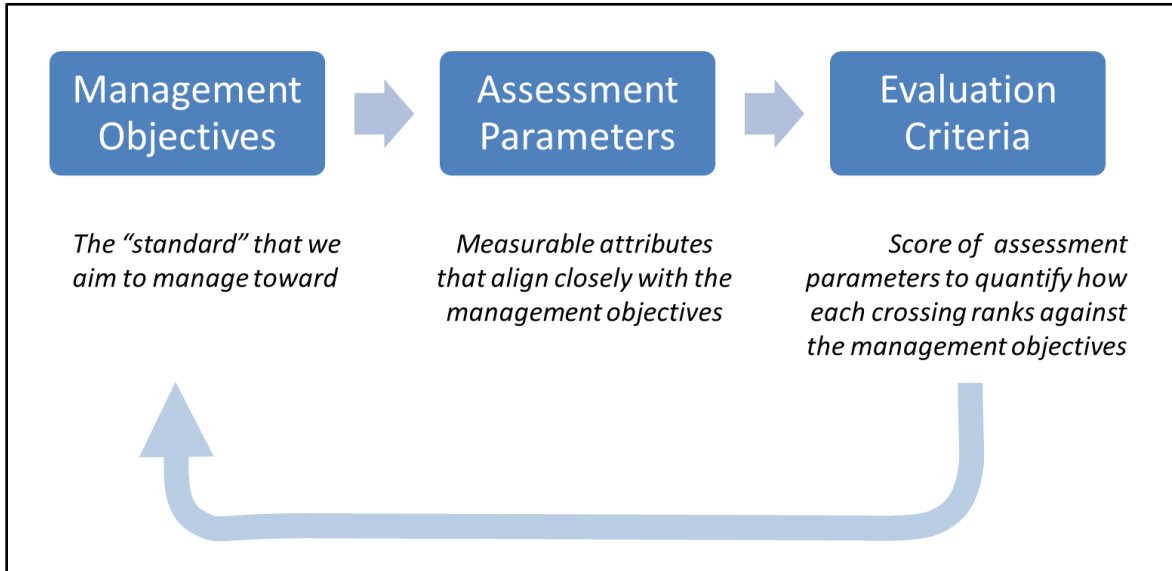 Management
Objectives
Assessment
Parameters
Evaluation
Criteria
The “standard” that we
aim to manage toward
Measurable attributes
that align closely with the
management objectives
Score of assessment
parameters to quantify how
each crossing ranks against
the management objectives